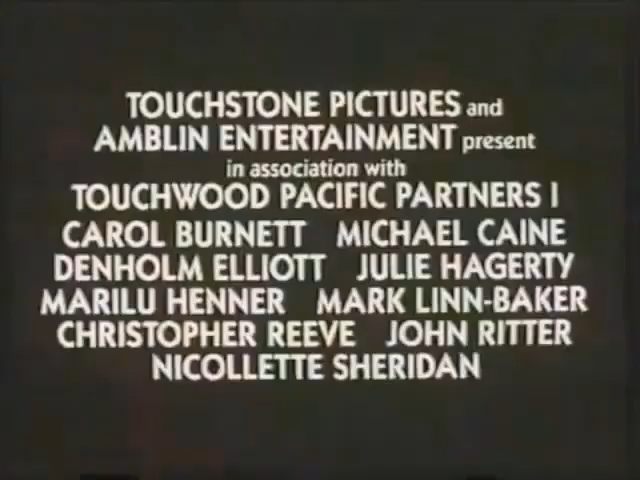 TOUCHSTONE PICTURES and
AMBLIN ENTERTAINMENT present
in association with
TOUCHWOOD PACIFIC PARTNERS I
CAROL BURNETT MICHAEL CAINE
DENHOLM ELLIOTT JULIE HAGERTY
MARILU HENNER MARK LINN-BAKER
CHRISTOPHER REEVE JOHN RITTER
NICOLLETTE SHERIDAN